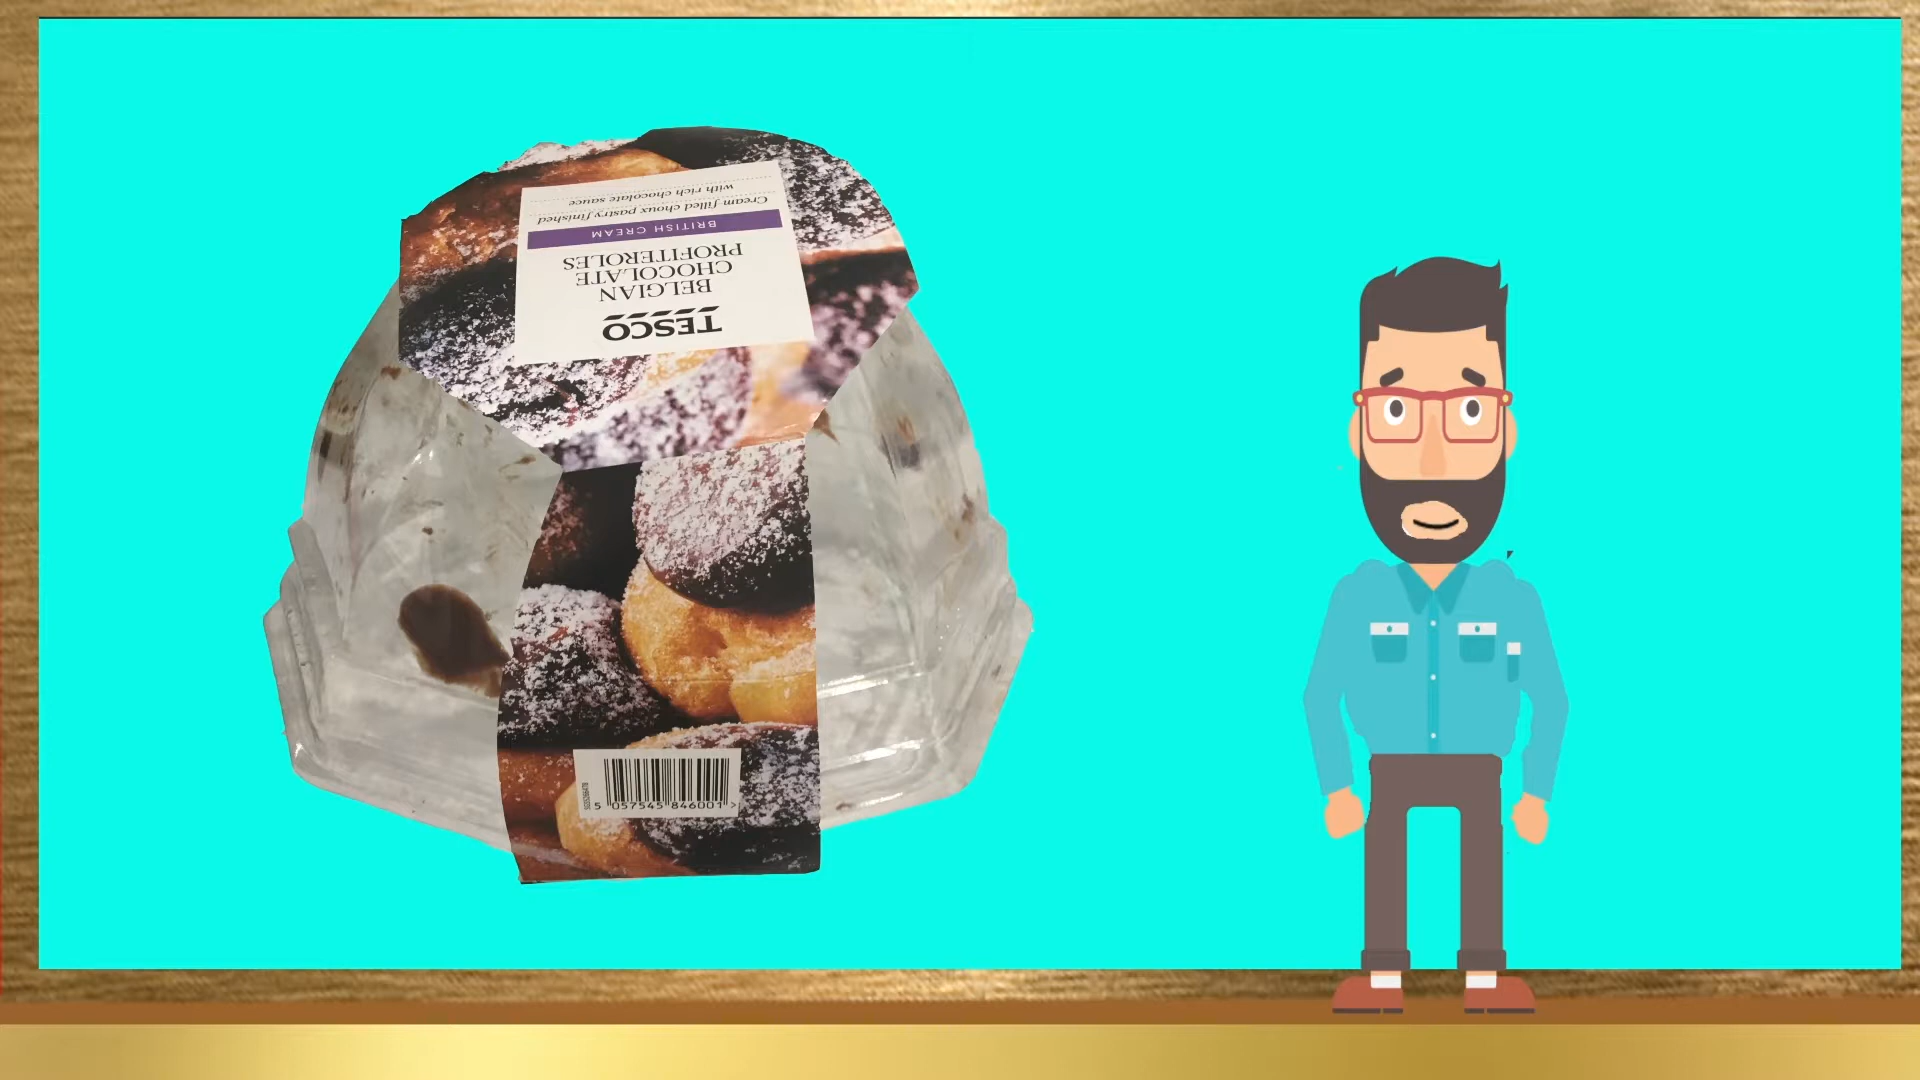 TESCO
BELGIAN
CHOCOLATE
PROFITEROLES
BRITISH CREAM
Cream filled choux pastry finished
with rich chocolate sauce
5 057545 846001 >